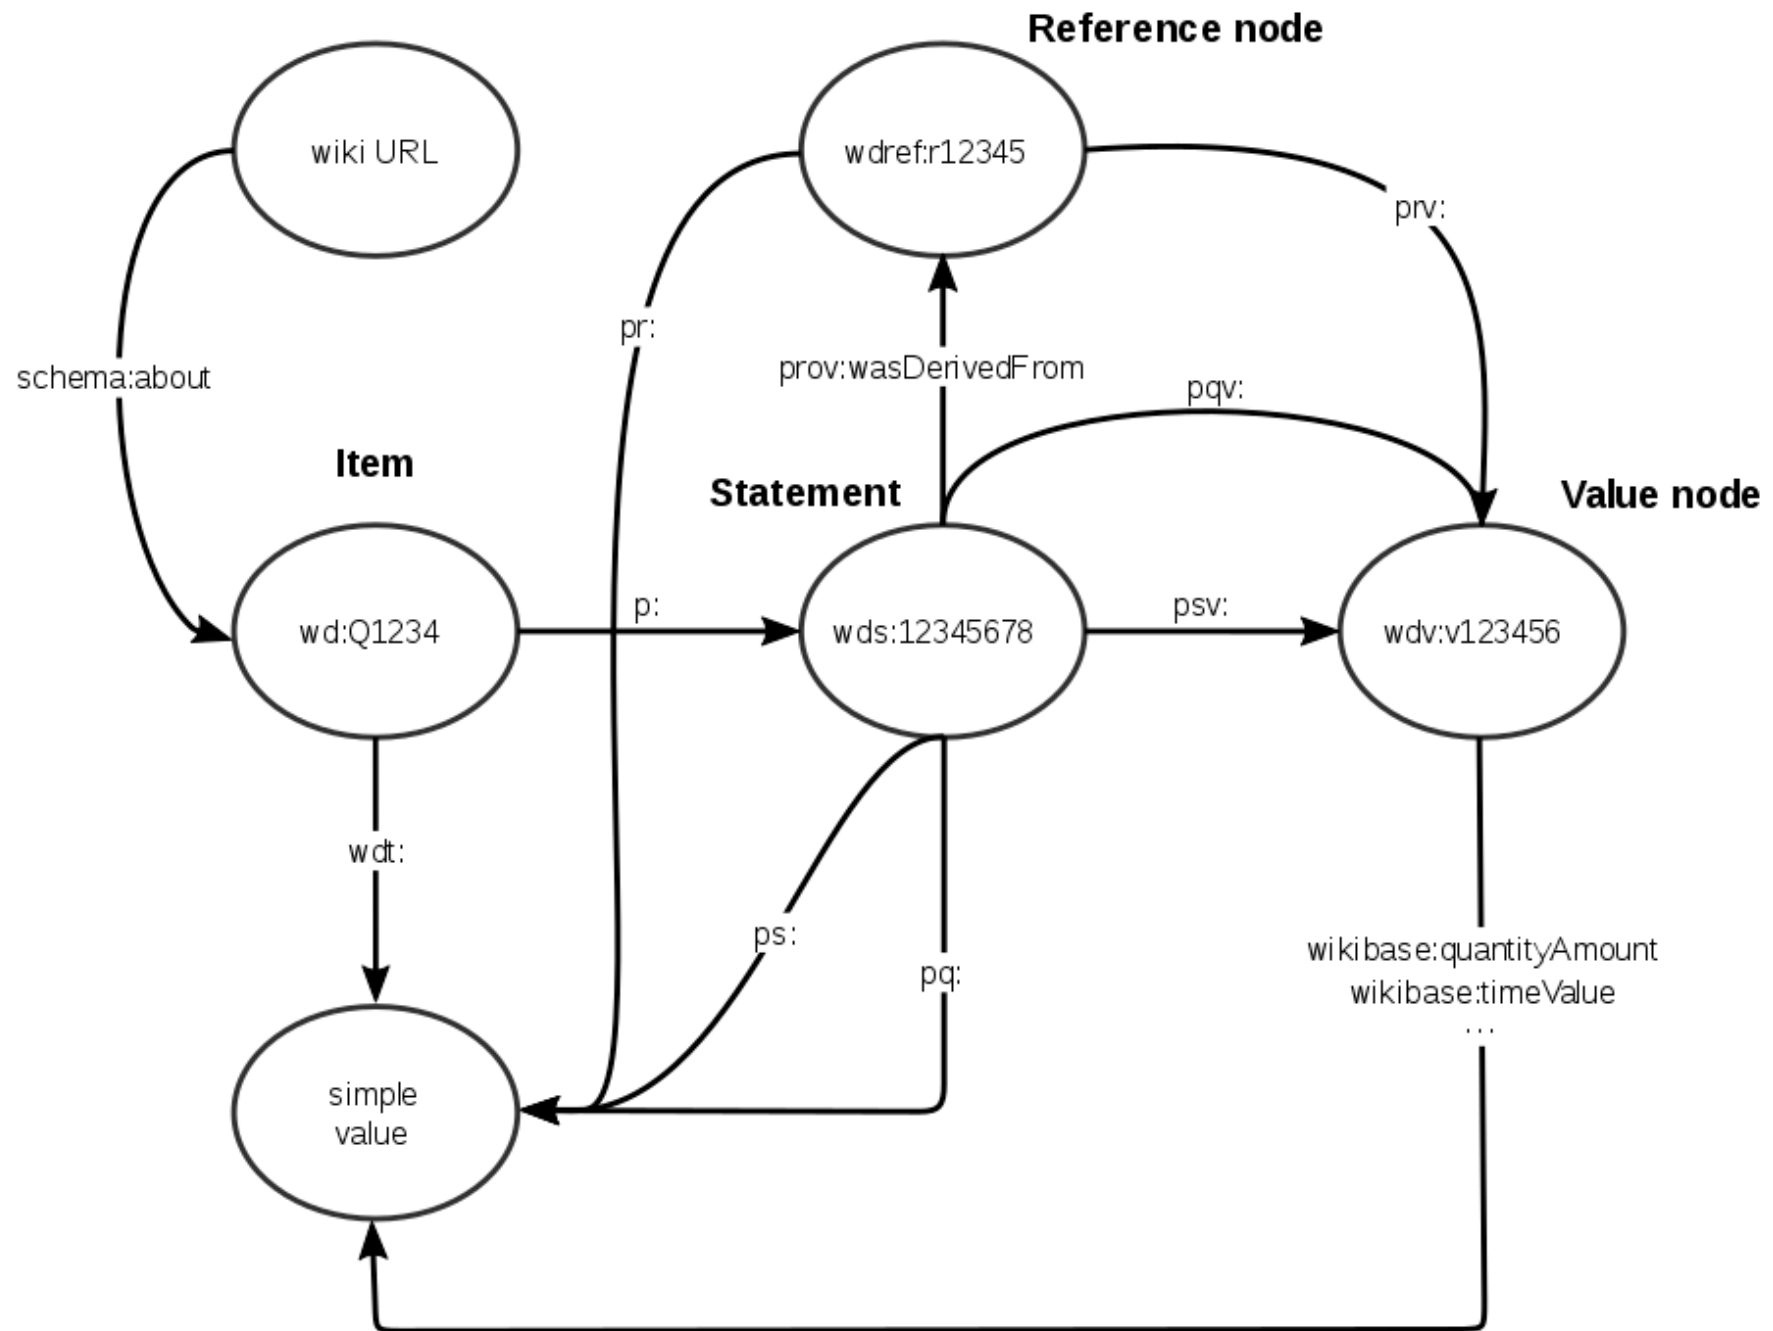 Reference node
wiki URL
wdref:r12345
prv:
pr:
schema:about
prov:wasDerivedFrom
pqv:
Item
Statement
Value node
p:
psv:
wd:Q1234
wds:12345678
wdv:v123456
wdt:
ps:
pq:
wikibase:quantityAmount
wikibase:timeValue
...
simple
value